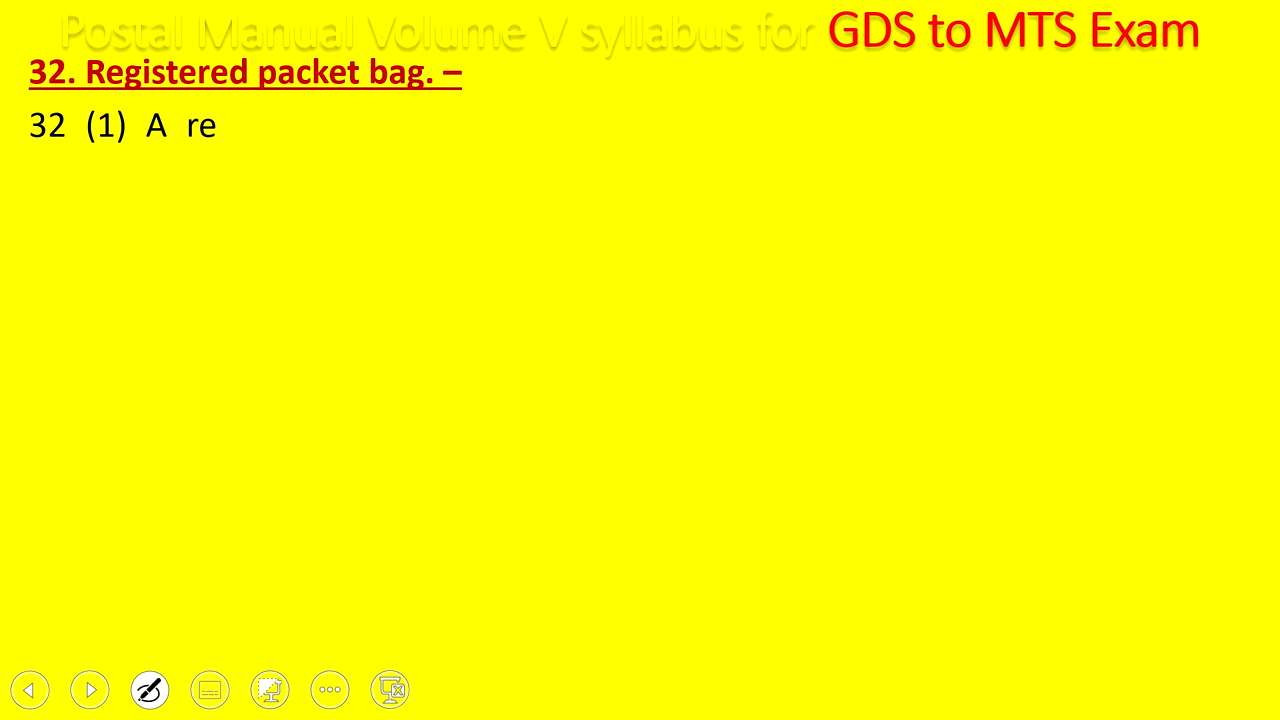 Postal Manual Volume V syllabus for GDS to MTS Exam
32. Registered packet bag. –
32 (1) A re